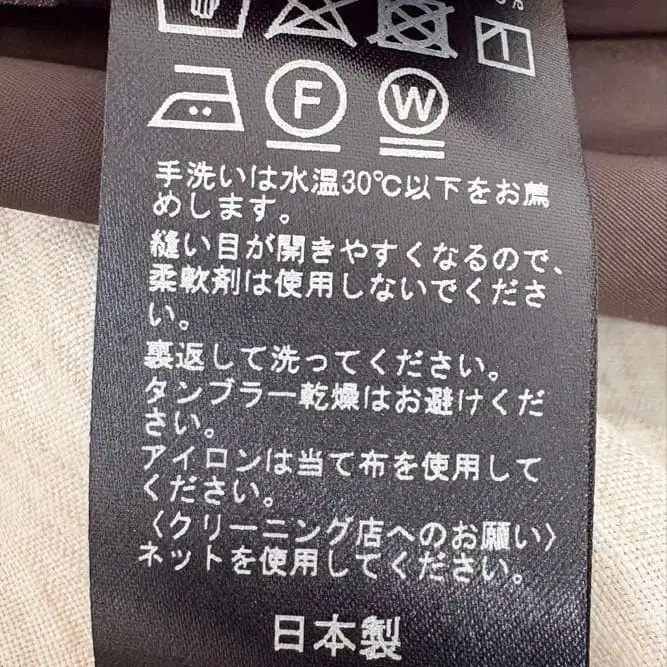 F W
手洗いは水温30℃以下をお薦
めします。
縫い目が開きやすくなるので、
柔軟剤は使用しないでくださ
い。
裏返して洗ってください。
タンブラー乾燥はお避けくだ
さい。
アイロンは当て布を使用して
ください。
〈クリーニング店へのお願い〉
ネットを使用してください。
日本製